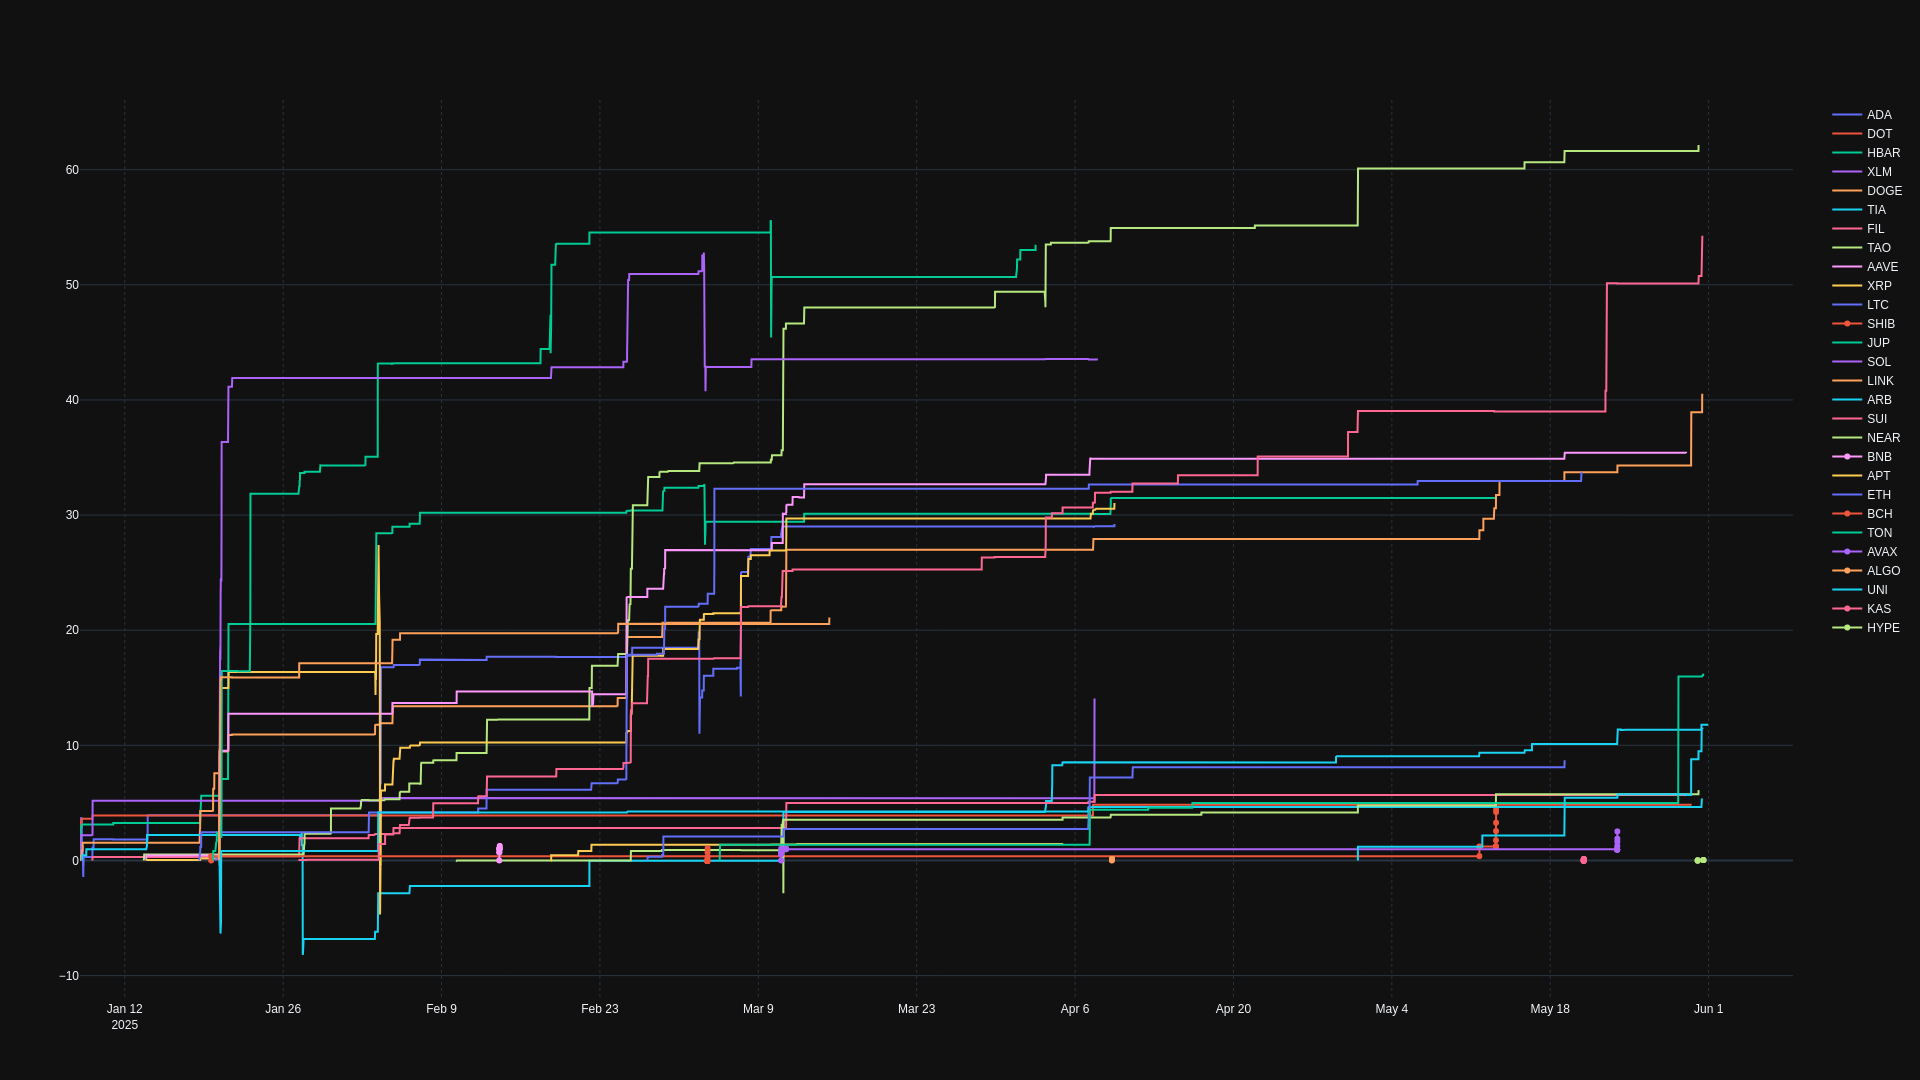 60
50
40
30
20
10
0
−10
Jan 12
2025
Jan 26
Feb 9
Feb 23
Mar 9
Mar 23
Apr 6
Apr 20
May 4
May 18
Jun 1
ADA
DOT
HBAR
XLM
DOGE
TIA
FIL
TAO
AAVE
XRP
LTC
SHIB
JUP
SOL
LINK
ARB
SUI
NEAR
BNB
APT
ETH
BCH
TON
AVAX
ALGO
UNI
KAS
HYPE